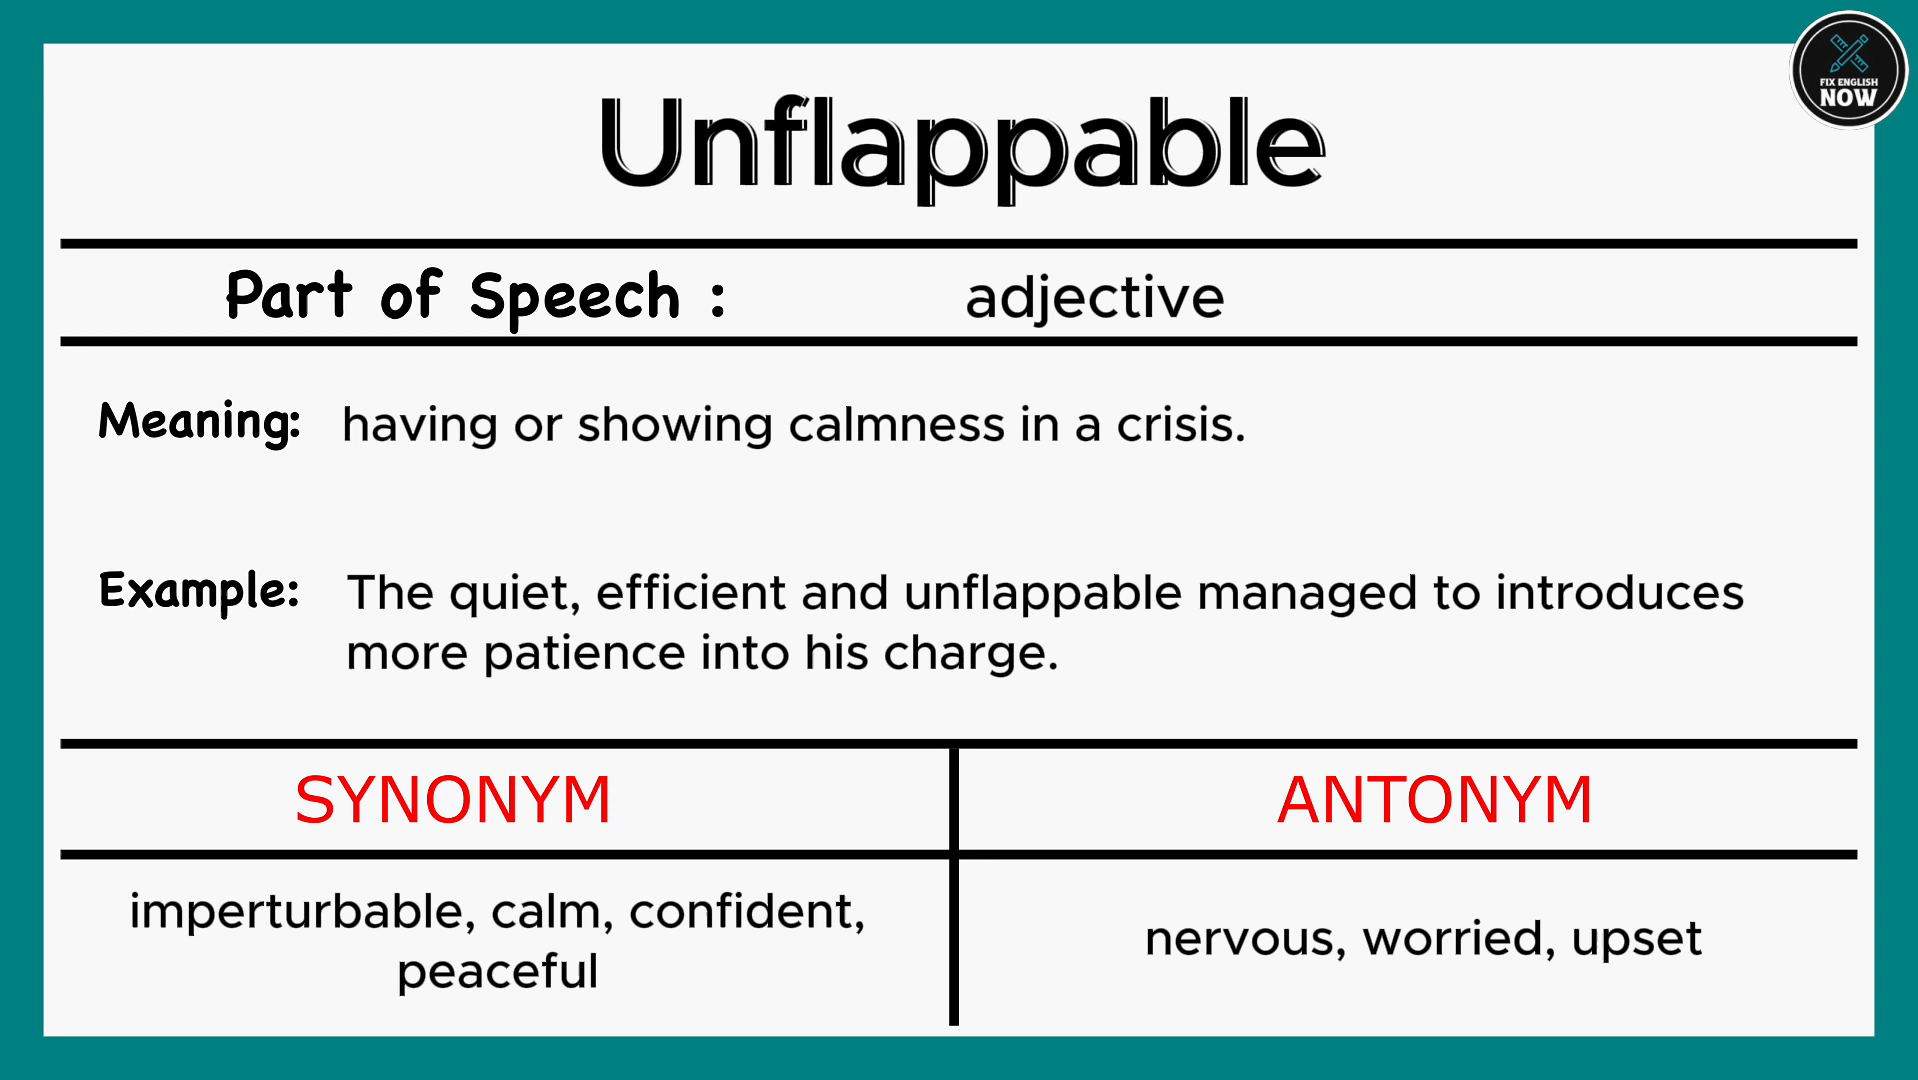 FIX ENGLISH
NOW
Unflappable
Part of Speech : adjective
Meaning: having or showing calmness in a crisis.
Example: The quiet, efficient and unflappable managed to introduces
more patience into his charge.
SYNONYM
ANTONYM
imperturbable, calm, confident,
peaceful
nervous, worried, upset